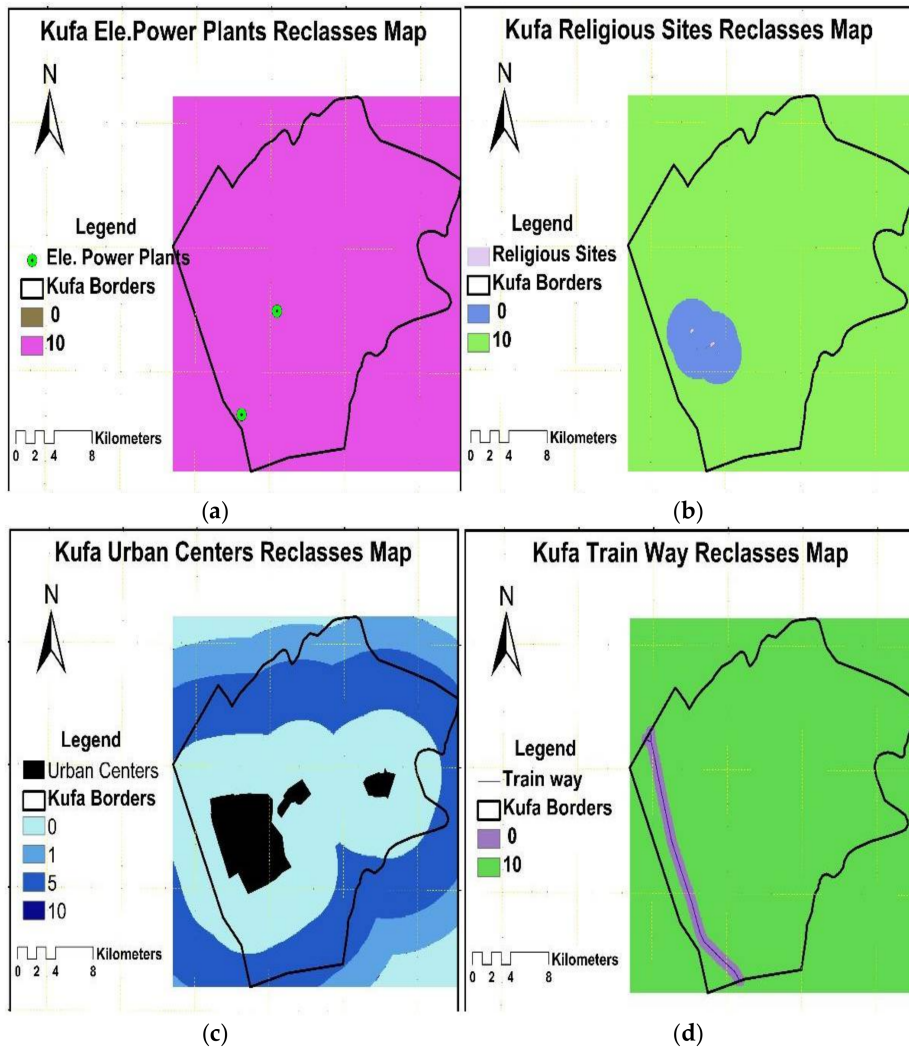 Kufa Ele.Power Plants Reclasses Map
N
Legend
Ele. Power Plants
Kufa Borders
0
10
Kilometers
0 2 4 8
(a)
Kufa Religious Sites Reclasses Map
N
Legend
Religious Sites
Kufa Borders
0
10
Kilometers
0 2 4 8
(b)
Kufa Urban Centers Reclasses Map
N
Legend
Urban Centers
Kufa Borders
0
1
5
10
Kilometers
0 2 4 8
(c)
Kufa Train Way Reclasses Map
N
Legend
Train way
Kufa Borders
0
10
Kilometers
0 2 4 8
(d)